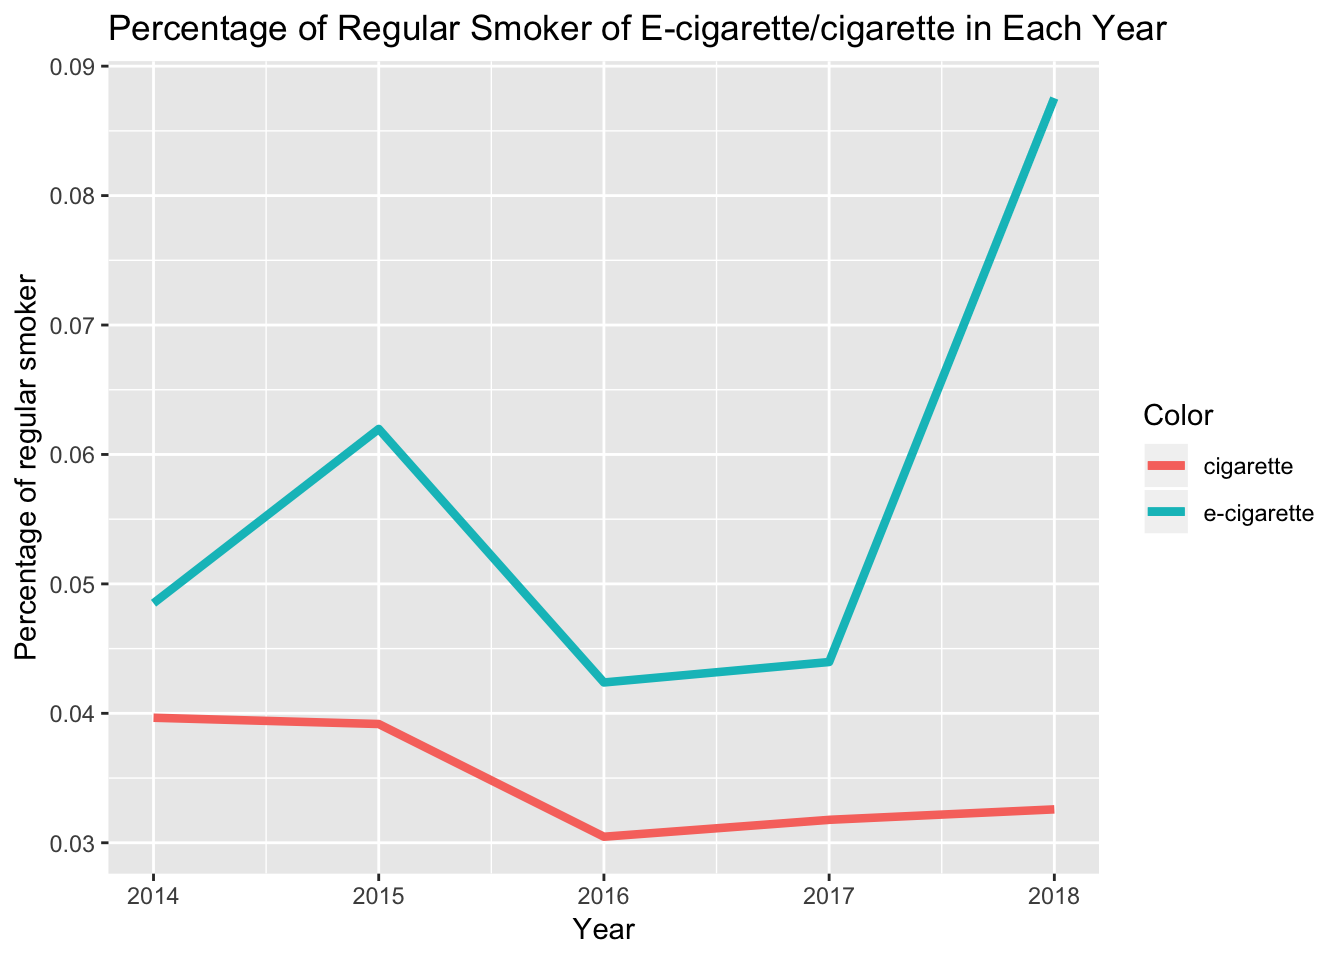 Percentage of Regular Smoker of E-cigarette/cigarette in Each Year
Percentage of regular smoker
0.09
0.08
0.07
0.06
0.05
0.04
0.03
2014 2015 2016 2017 2018
Year
Color
cigarette
e-cigarette